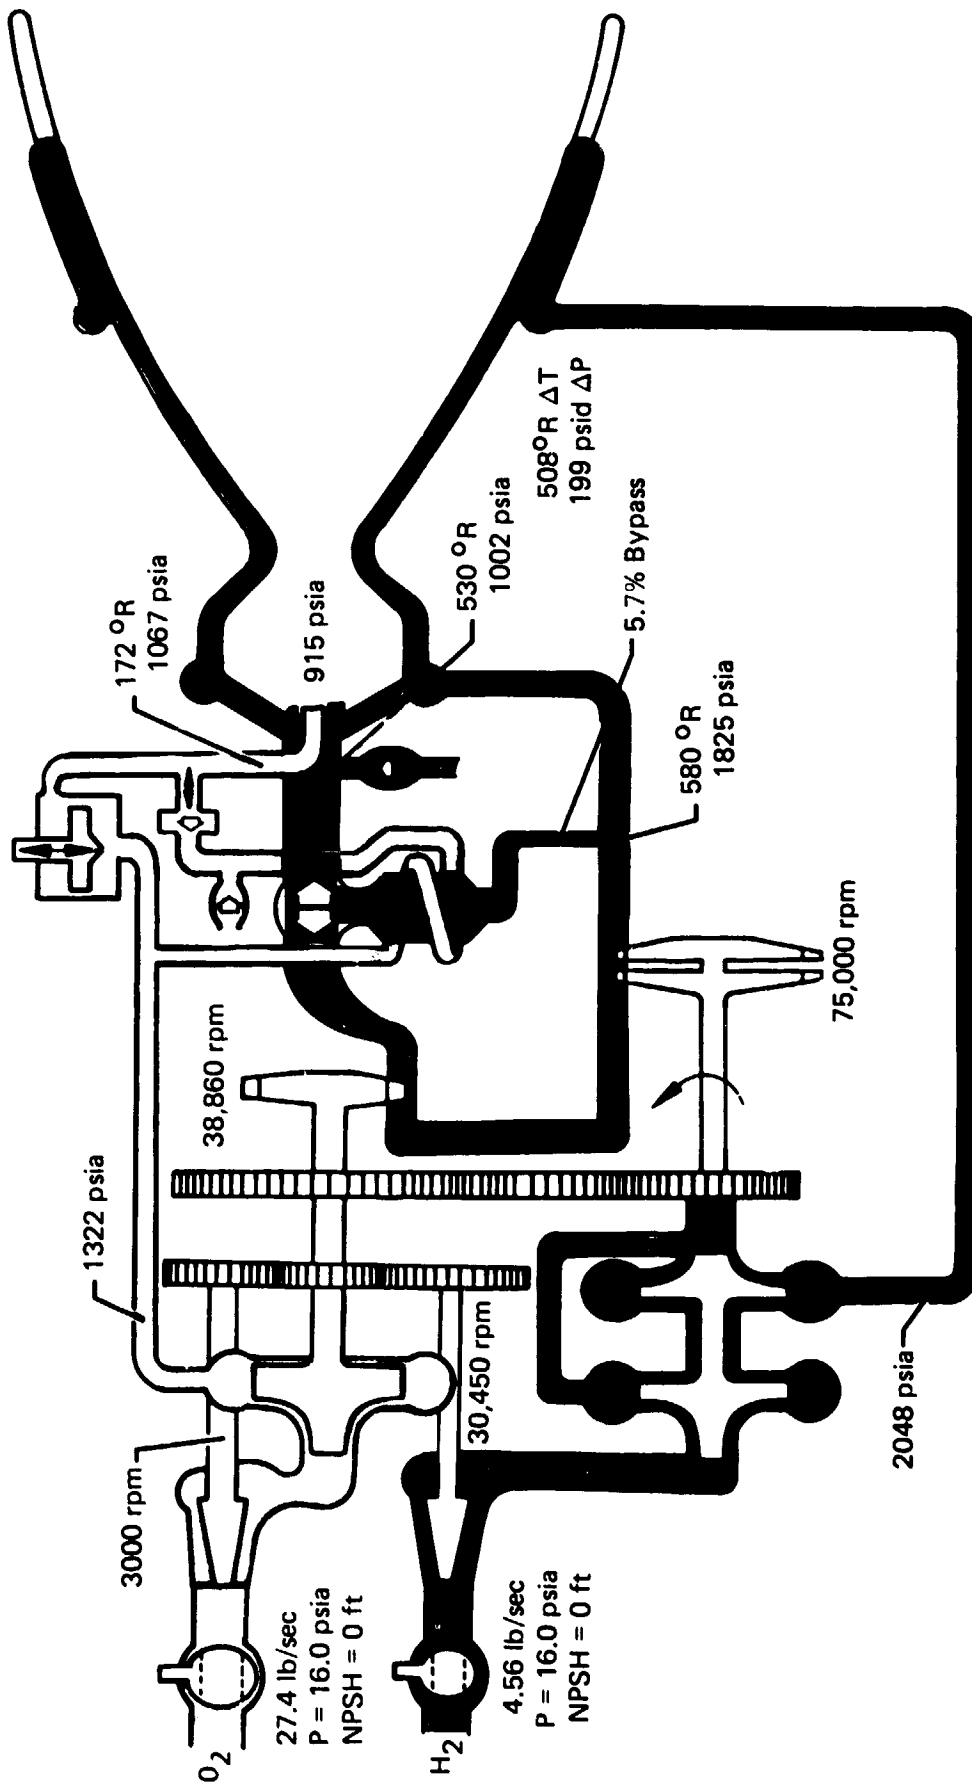 O2
27.4 lb/sec
P = 16.0 psia
NPSH = 0 ft
H2
4.56 lb/sec
P = 16.0 psia
NPSH = 0 ft
3000 rpm
1322 psia
30,450 rpm
38,860 rpm
2048 psia
75,000 rpm
172 °R
1067 psia
915 psia
530 °R
1002 psia
508°R ΔT
199 psid ΔP
5.7% Bypass
580 °R
1825 psia